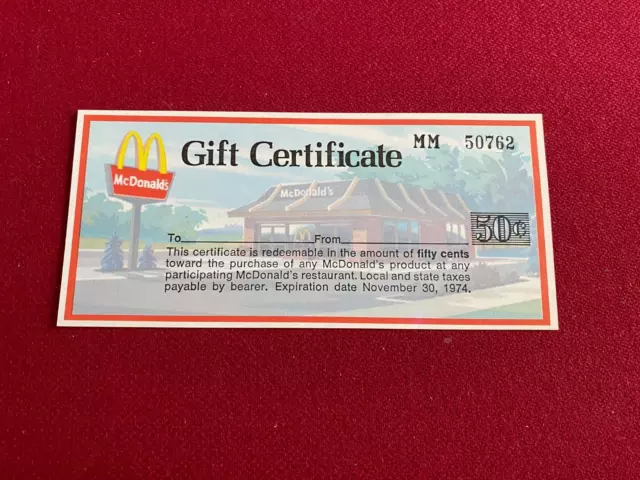 Gift Certificate MM 50762
McDonald's
McDonald's
50¢
To From
This certificate is redeemable in the amount of fifty cents
toward the purchase of any McDonald's product at any
participating McDonald's restaurant. Local and state taxes
payable by bearer. Expiration date November 30, 1974.